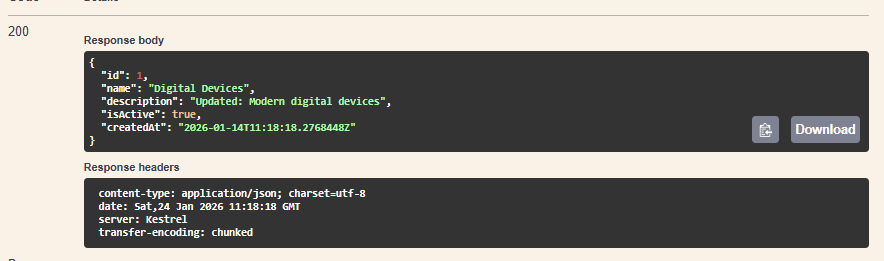 200
Response body
{
  "id": 1,
  "name": "Digital Devices",
  "description": "Updated: Modern digital devices",
  "isActive": true,
  "createdAt": "2026-01-14T11:18:18.2768448Z"
}
Download
Response headers
content-type: application/json; charset=utf-8
date: Sat,24 Jan 2026 11:18:18 GMT
server: Kestrel
transfer-encoding: chunked